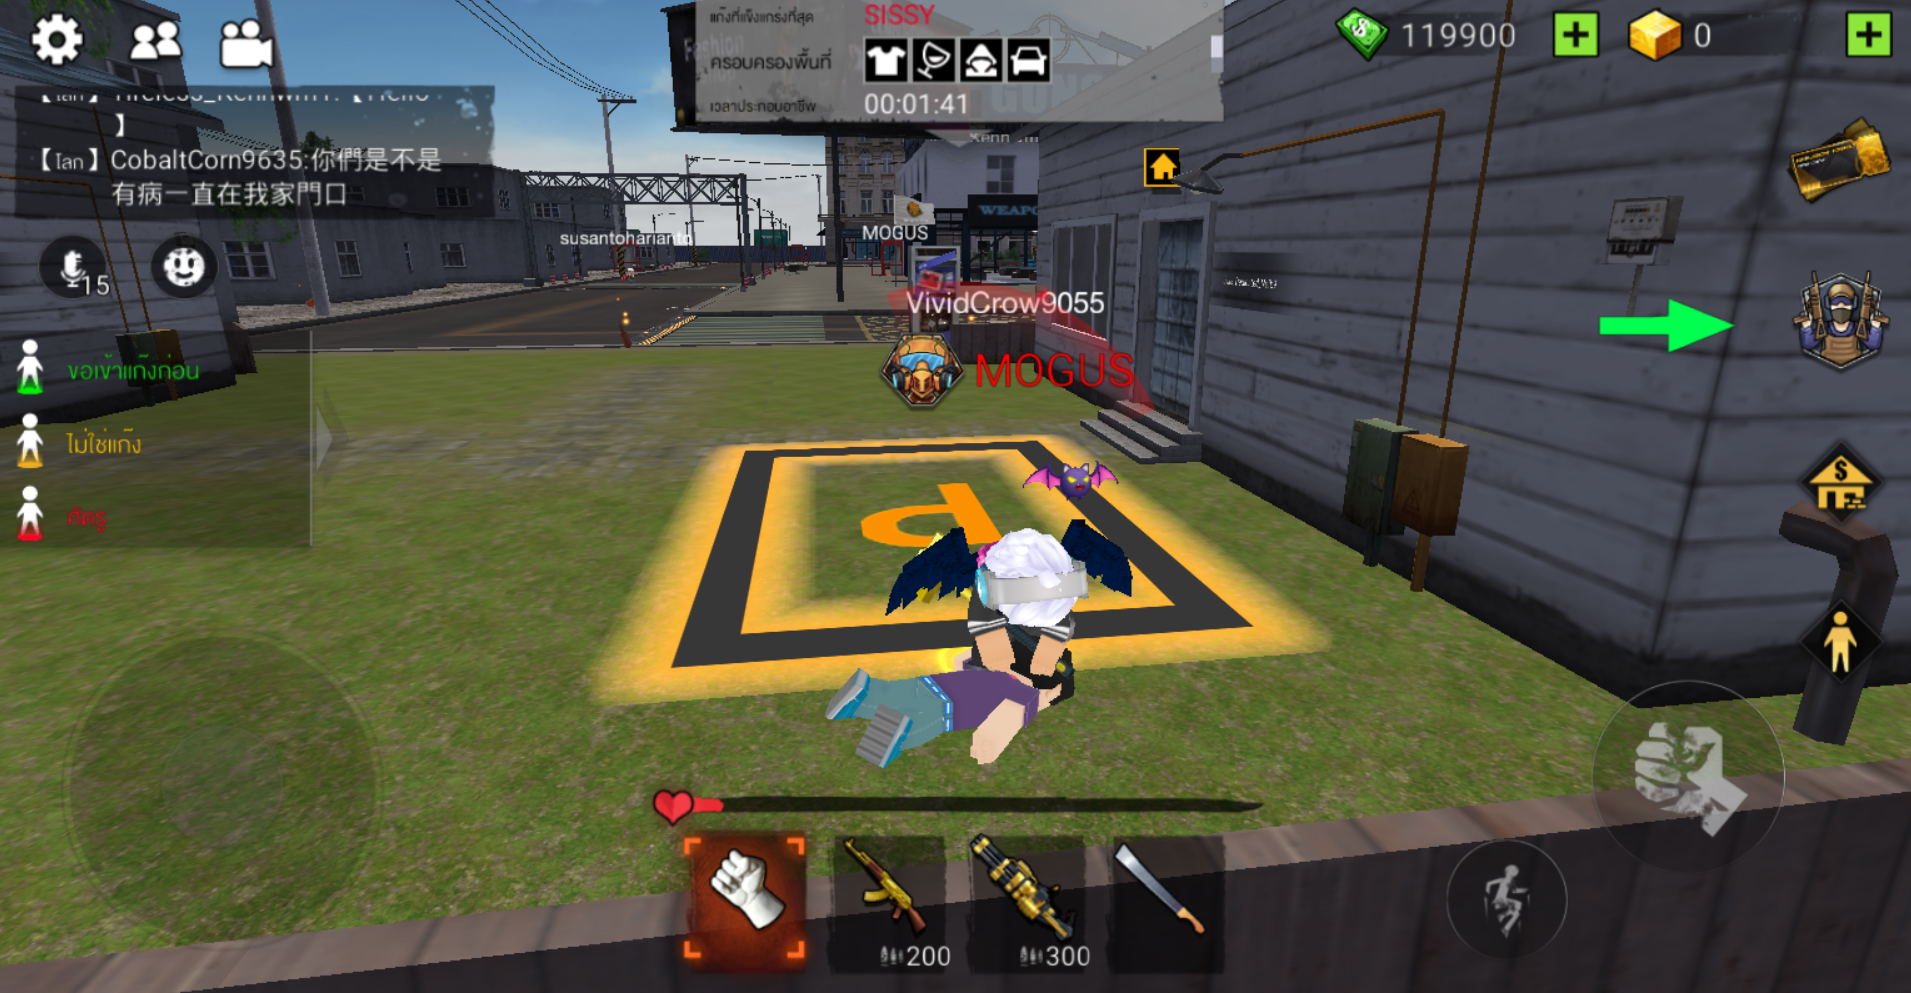 แก๊งที่แข็งแกร่งที่สุด SISSY
ครอบครองพื้นที่
เวลาประกอบอาชีพ 00:01:41
119900
0
】
【โลก】CobaltCorn9635:你們是不是
有病一直在我家門口
15
susantoharianto
MOGUS
WEAPO
VividCrow9055
MOGUS
ขอเข้าแก๊งก่อน
ไม่ใช่แก๊ง
ศัตรู
P
200
300